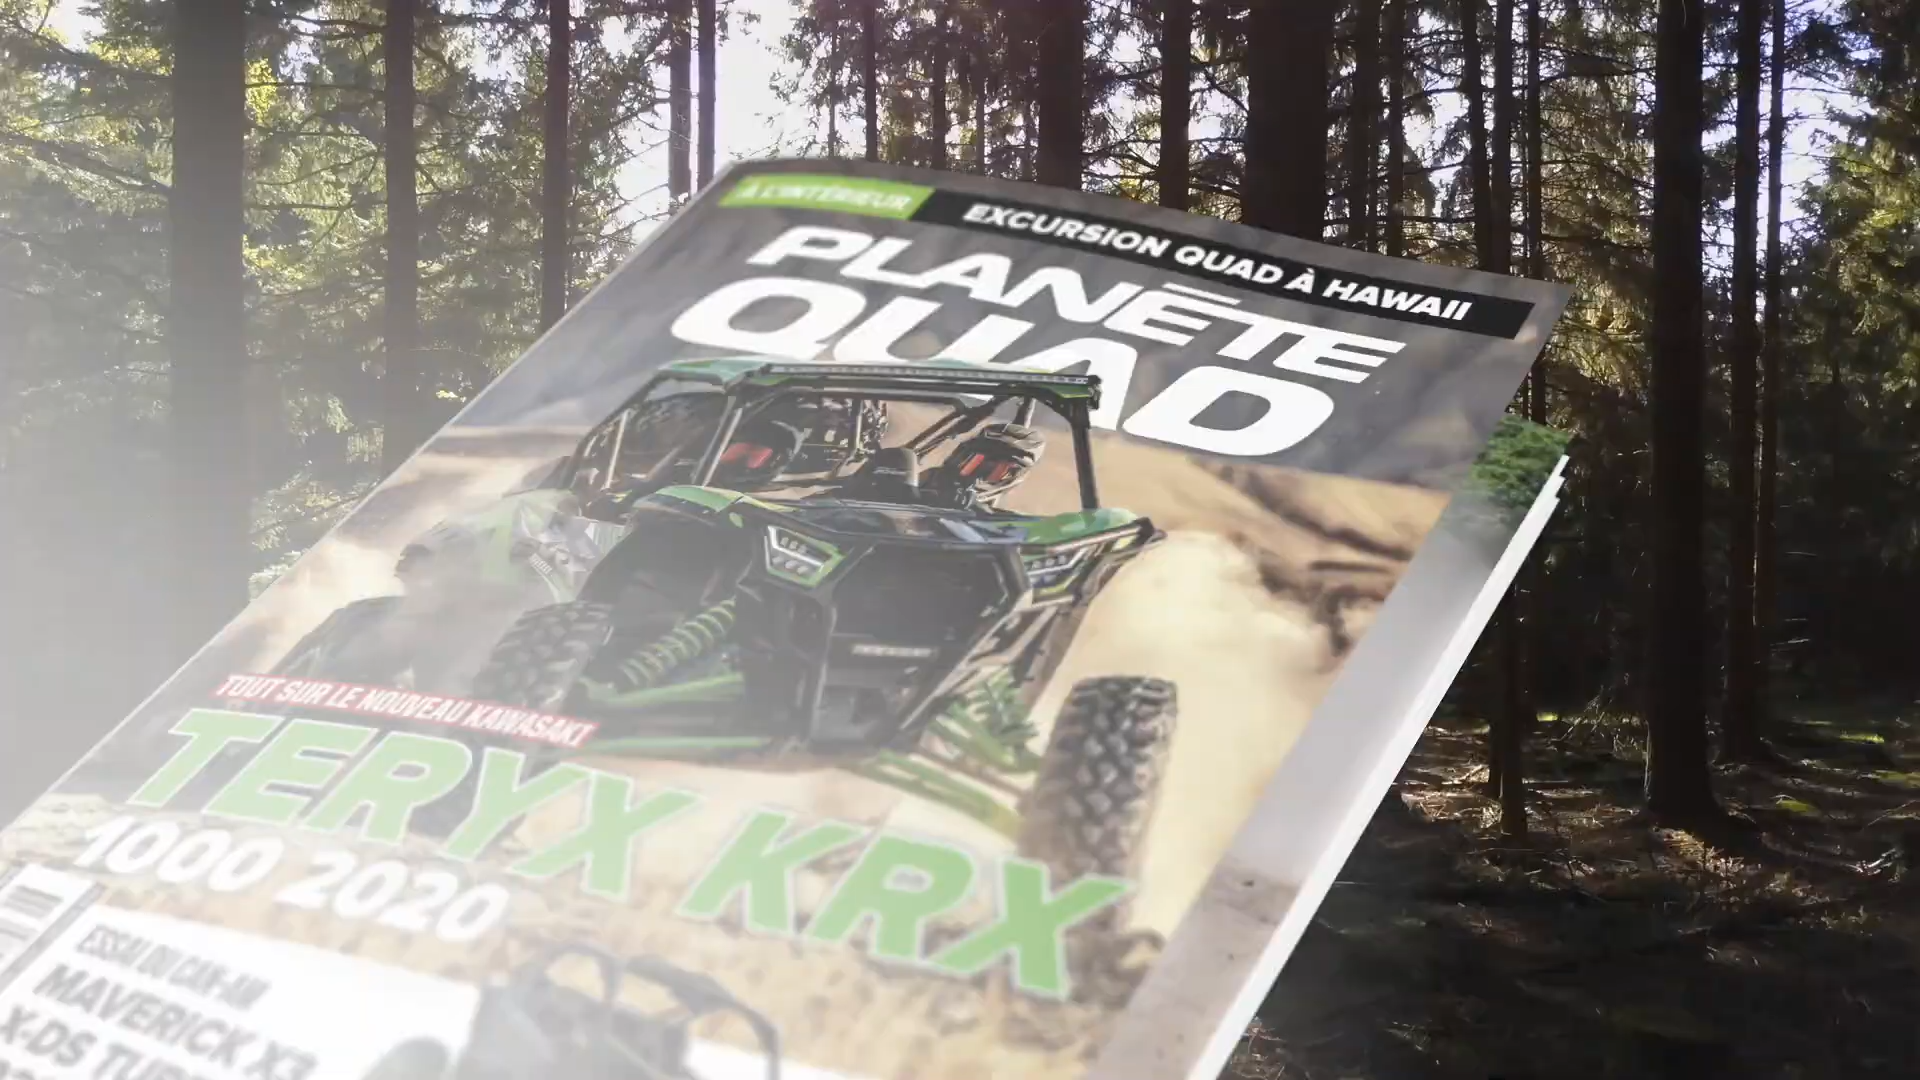 À L'INTÉRIEUR
EXCURSION QUAD À HAWAII
PLANÈTE
QUAD
TOUT SUR LE NOUVEAU KAWASAKI
TERYX KRX
1000 2020
ESSAI DU CAN-AM
MAVERICK X3
X-DS